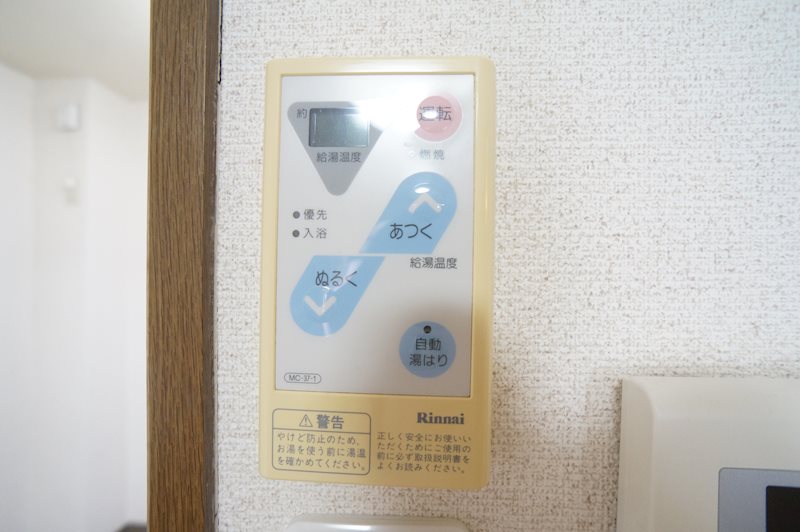 約
運転
給湯温度
燃焼
優先
入浴
あつく
給湯温度
ぬるく
自動
湯はり
MC-37-1
Rinnai
警告
やけど防止のため、
お湯を使う前に湯温
を確かめてください。
正しく安全にお使いい
ただくためにご使用の
前に必ず取扱説明書を
よくお読みください。